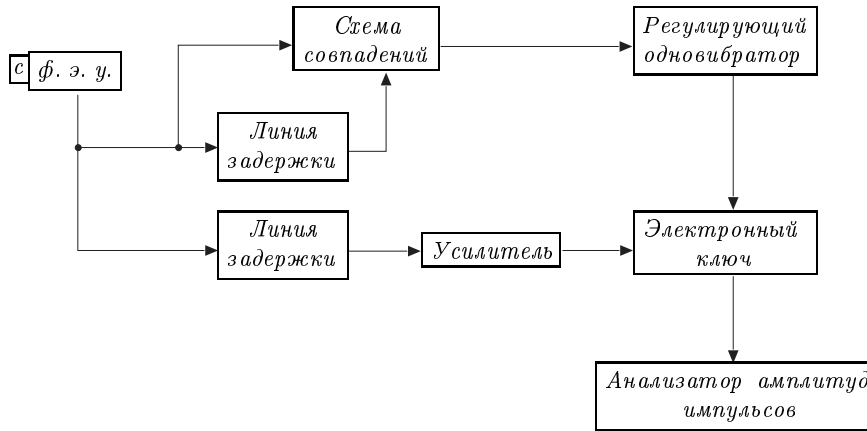 Схема
совпадений
Регулирующий
одновибратор
с
ф. э. у.
Линия
задержки
Линия
задержки
Усилитель
Электронный
ключ
Анализатор амплитуд
импульсов